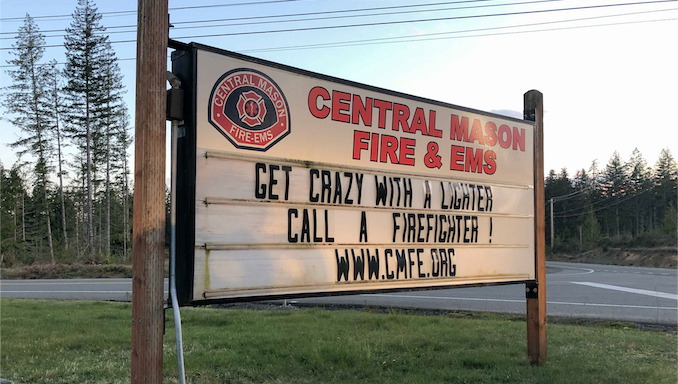 CENTRAL MASON
FIRE-EMS
CENTRAL MASON
FIRE & EMS
GET CRAZY WITH A LIGHTER
CALL A FIREFIGHTER !
WWW.CMFE.ORG